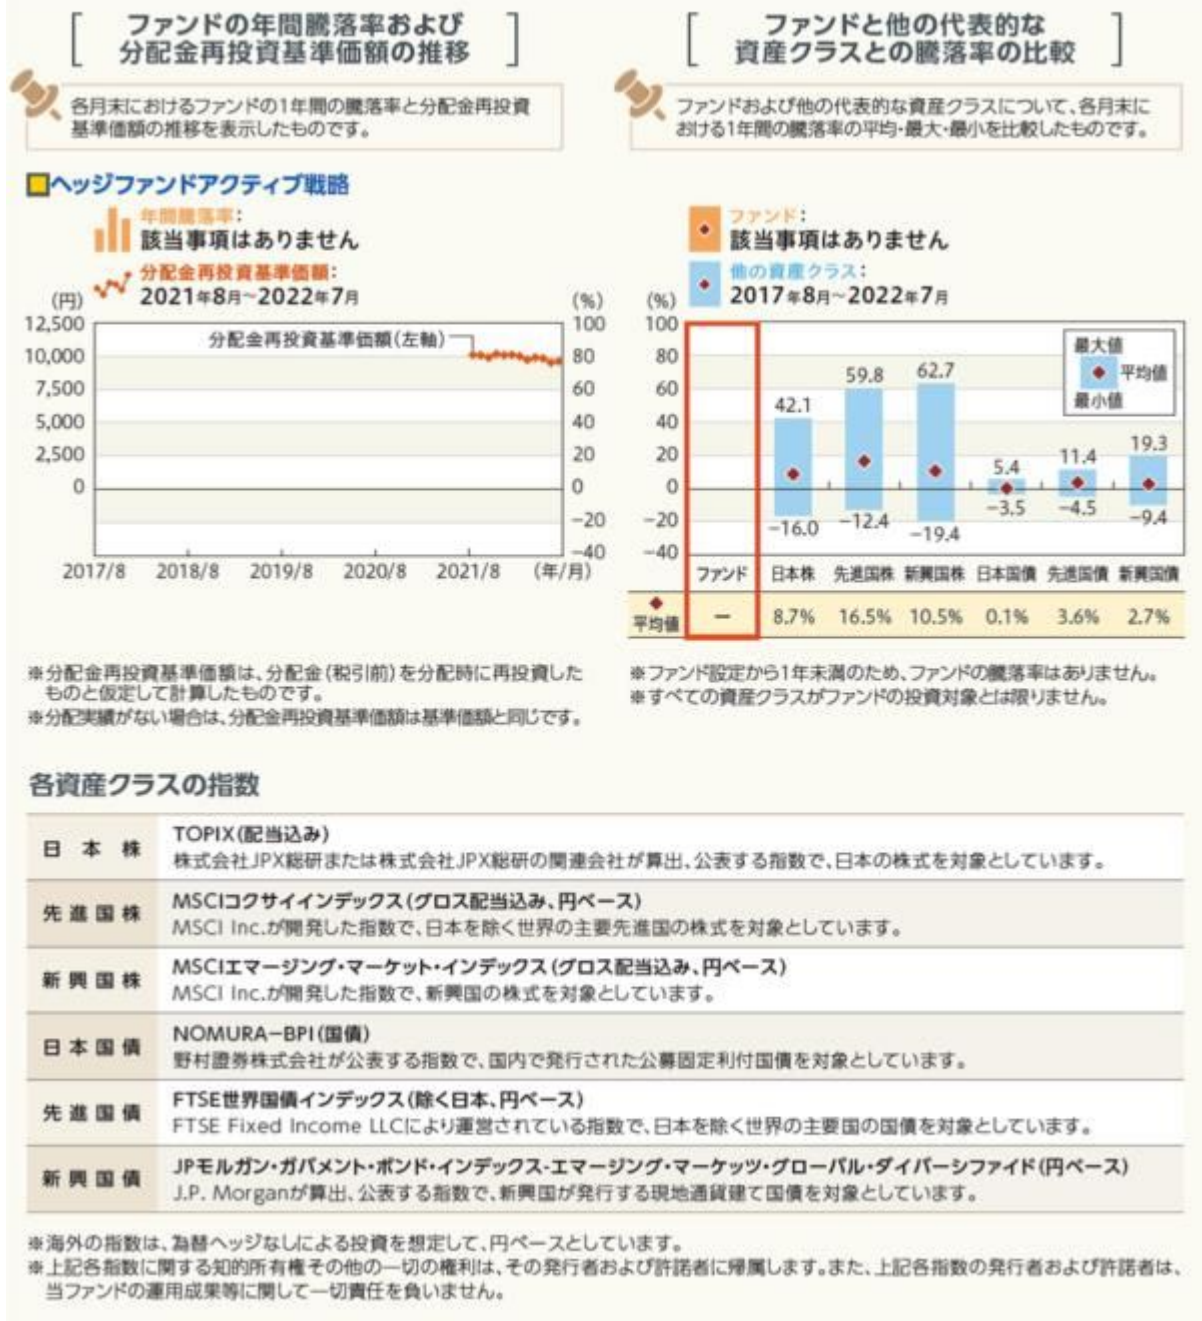 ファンドの年間騰落率および
分配金再投資基準価額の推移
各月末におけるファンドの1年間の騰落率と分配金再投資
基準価額の推移を表示したものです。
ファンドと他の代表的な
資産クラスとの騰落率の比較
ファンドおよび他の代表的な資産クラスについて、各月末に
おける1年間の騰落率の平均・最大・最小を比較したものです。
ヘッジファンドアクティブ戦略
年間騰落率:
該当事項はありません
分配金再投資基準価額:
2021年8月~2022年7月
(円)
(%)
12,500
10,000
7,500
5,000
2,500
0
分配金再投資基準価額(左軸)
100
80
60
40
20
0
−20
−40
2017/8 2018/8 2019/8 2020/8 2021/8 (年/月)
ファンド:
該当事項はありません
他の資産クラス:
2017年8月~2022年7月
(%)
100
80
60
40
20
0
−20
−40
最大値
平均値
最小値
42.1 59.8 62.7 5.4 11.4 19.3
−16.0 −12.4 −19.4 −3.5 −4.5 −9.4
ファンド 日本株 先進国株 新興国株 日本国債 先進国債 新興国債
平均値 − 8.7% 16.5% 10.5% 0.1% 3.6% 2.7%
※分配金再投資基準価額は、分配金(税引前)を分配時に再投資した
ものと仮定して計算したものです。
※分配実績がない場合は、分配金再投資基準価額は基準価額と同じです。
※ファンド設定から1年未満のため、ファンドの騰落率はありません。
※すべての資産クラスがファンドの投資対象とは限りません。
各資産クラスの指数
日本株
TOPIX(配当込み)
株式会社JPX総研または株式会社JPX総研の関連会社が算出、公表する指数で、日本の株式を対象としています。
先進国株
MSCIコクサイインデックス(グロス配当込み、円ベース)
MSCI Inc.が開発した指数で、日本を除く世界の主要先進国の株式を対象としています。
新興国株
MSCIエマージング・マーケット・インデックス(グロス配当込み、円ベース)
MSCI Inc.が開発した指数で、新興国の株式を対象としています。
日本国債
NOMURA−BPI(国債)
野村證券株式会社が公表する指数で、国内で発行された公募固定利付国債を対象としています。
先進国債
FTSE世界国債インデックス(除く日本、円ベース)
FTSE Fixed Income LLCにより運営されている指数で、日本を除く世界の主要国の国債を対象としています。
新興国債
JPモルガン・ガバメント・ボンド・インデックス-エマージング・マーケッツ・グローバル・ダイバーシファイド(円ベース)
J.P. Morganが算出、公表する指数で、新興国が発行する現地通貨建て国債を対象としています。
※海外の指数は、為替ヘッジなしによる投資を想定して、円ベースとしています。
※上記各指数に関する知的所有権その他の一切の権利は、その発行者および許諾者に帰属します。また、上記各指数の発行者および許諾者は、
当ファンドの運用成果等に関して一切責任を負いません。